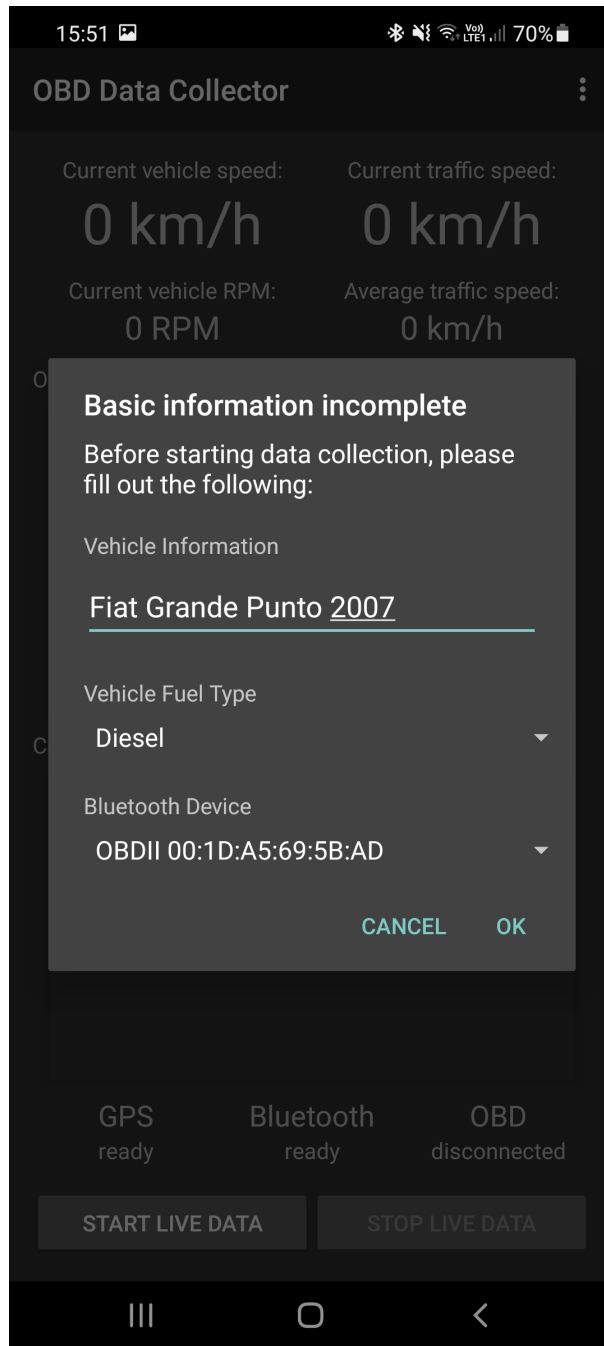 15:51 70%
OBD Data Collector
Current vehicle speed: Current traffic speed:
0 km/h 0 km/h
Current vehicle RPM: Average traffic speed:
0 RPM 0 km/h
O
Basic information incomplete
Before starting data collection, please
fill out the following:
Vehicle Information
Fiat Grande Punto 2007
Vehicle Fuel Type
C
Diesel
Bluetooth Device
OBDII 00:1D:A5:69:5B:AD
CANCEL OK
GPS Bluetooth OBD
ready ready disconnected
START LIVE DATA STOP LIVE DATA